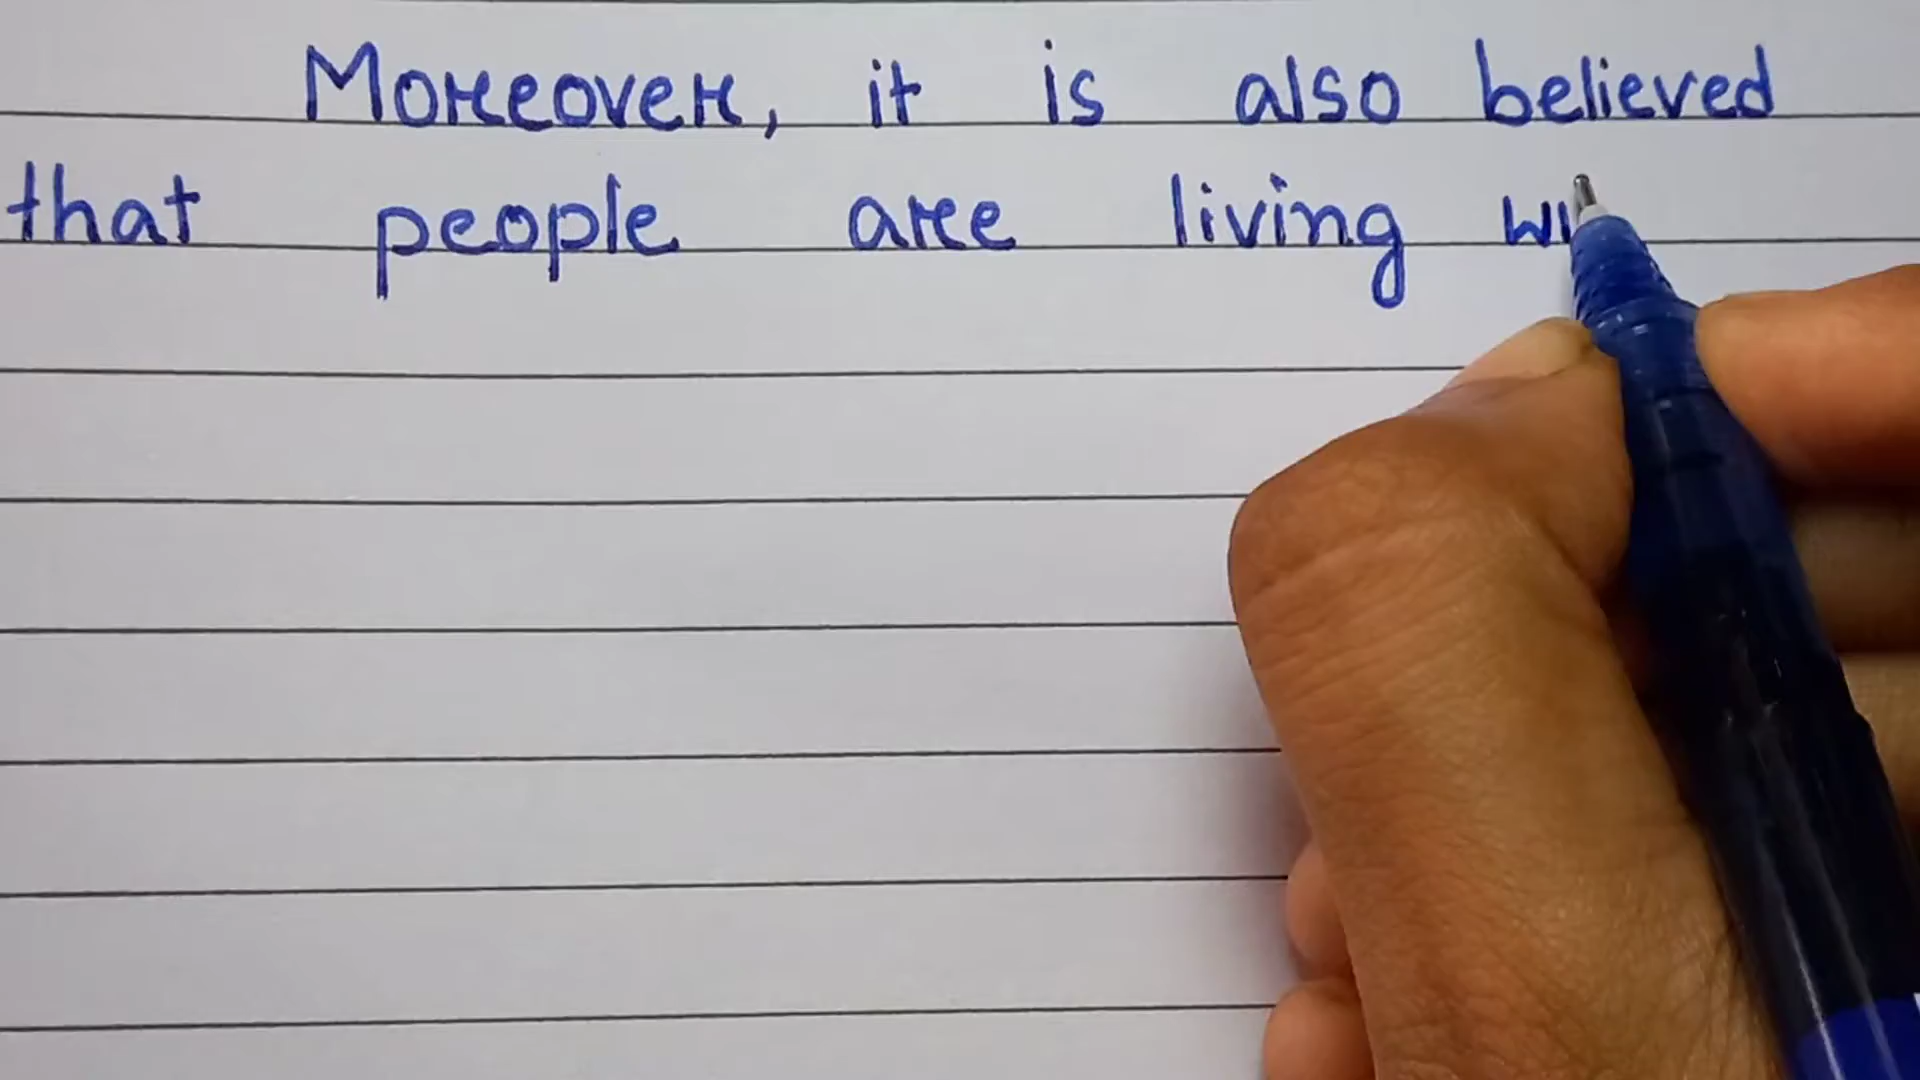 Moreover, it is also believed
that people are living